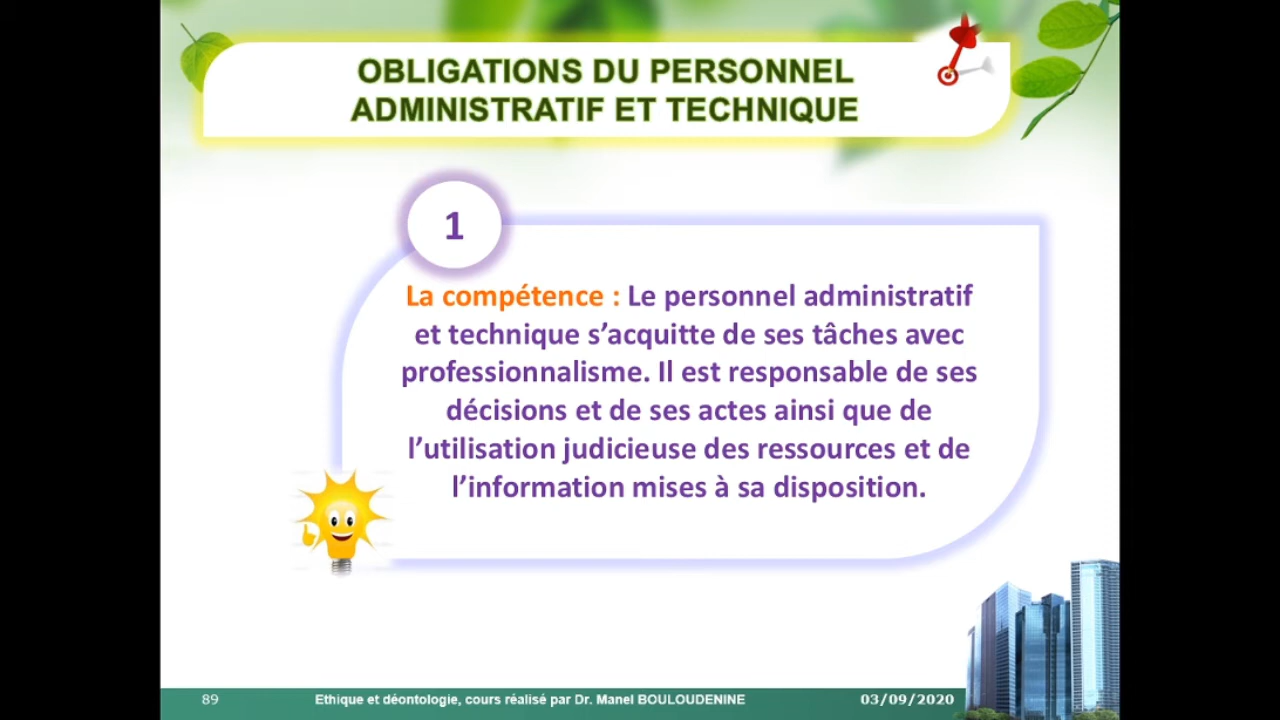 OBLIGATIONS DU PERSONNEL
ADMINISTRATIF ET TECHNIQUE
1
La compétence : Le personnel administratif
et technique s’acquitte de ses tâches avec
professionnalisme. Il est responsable de ses
décisions et de ses actes ainsi que de
l’utilisation judicieuse des ressources et de
l’information mises à sa disposition.
89
Ethique et déontologie, cours réalisé par Dr. Manel BOULOUDENINE
03/09/2020